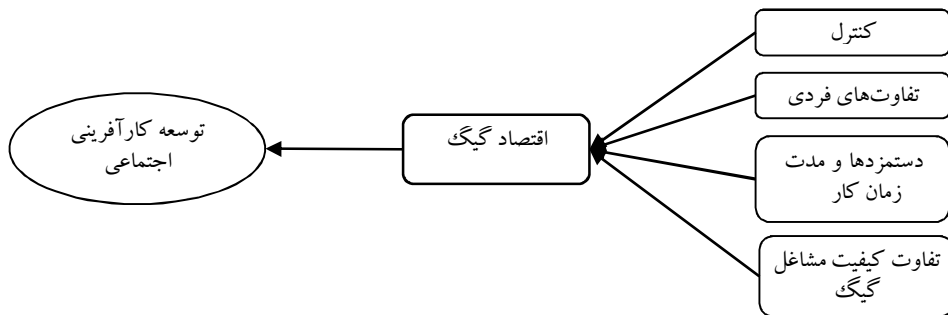 کنترل
تفاوت‌های فردی
دستمزدها و مدت
زمان کار
تفاوت کیفیت مشاغل
گیگ
اقتصاد گیگ
توسعه کارآفرینی
اجتماعی